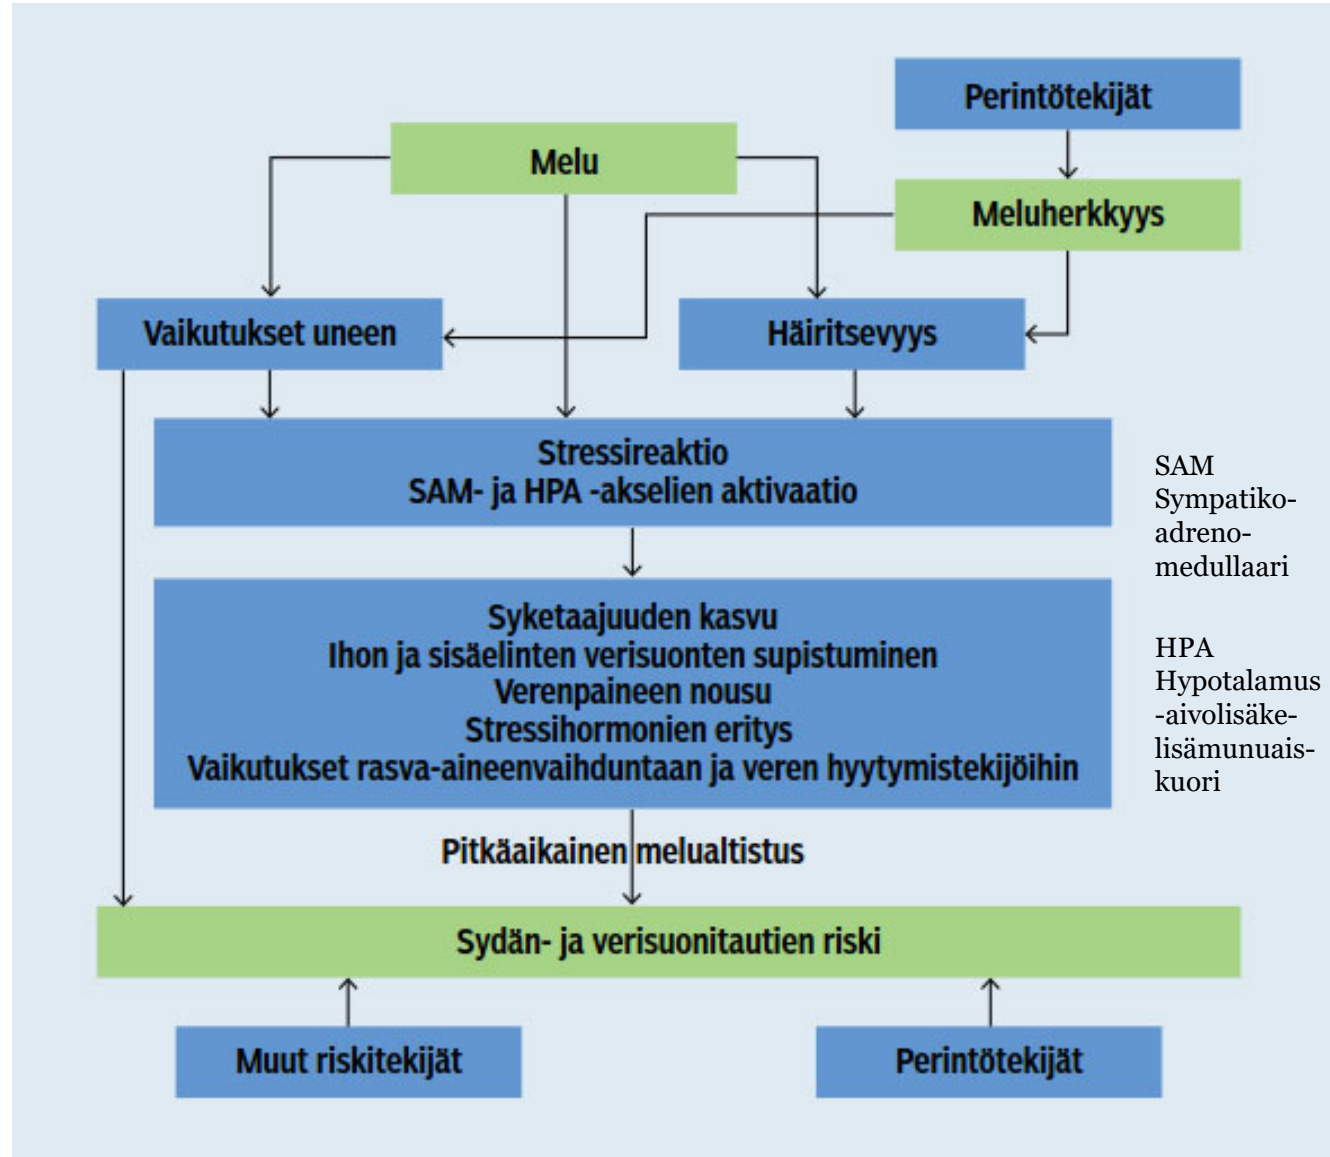 Perintötekijät
Melu
Meluherkkyys
Vaikutukset uneen
Häiritsevyys
Stressireaktio
SAM- ja HPA -akselien aktivaatio
SAM
Sympatiko-
adreno-
medullaari
Syketaajuuden kasvu
Ihon ja sisäelinten verisuonten supistuminen
Verenpaineen nousu
Stressihormonien eritys
Vaikutukset rasva-aineenvaihduntaan ja veren hyytymistekijöihin
HPA
Hypotalamus
-aivolisäke-
lisämunuais-
kuori
Pitkäaikainen melualtistus
Sydän- ja verisuonitautien riski
Muut riskitekijät
Perintötekijät